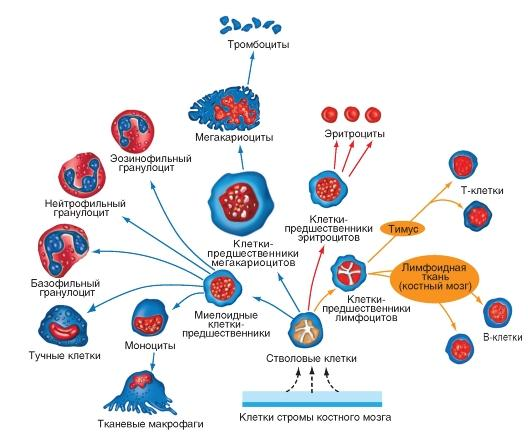 Тромбоциты
Мегакариоциты
Эритроциты
Эозинофильный
гранулоцит
Нейтрофильный
гранулоцит
Т-клетки
Тимус
Клетки-
предшественники
эритроцитов
Клетки-
предшественники
мегакариоцитов
Базофильный
гранулоцит
Лимфоидная
ткань
(костный мозг)
Клетки-
предшественники
лимфоцитов
Миелоидные
клетки-
предшественники
В-клетки
Тучные клетки
Моноциты
Стволовые клетки
Тканевые макрофаги
Клетки стромы костного мозга